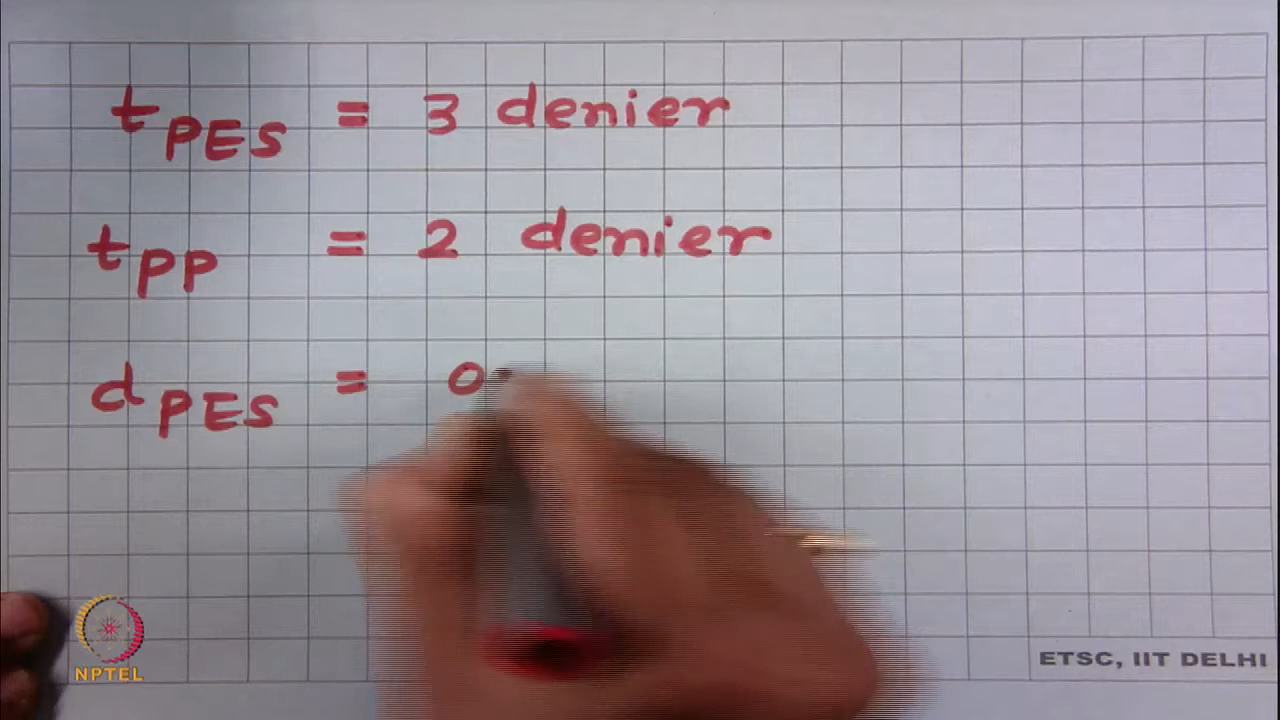 tPES = 3 denier
tPP = 2 denier
dPES = 0
NPTEL
ETSC, IIT DELHI